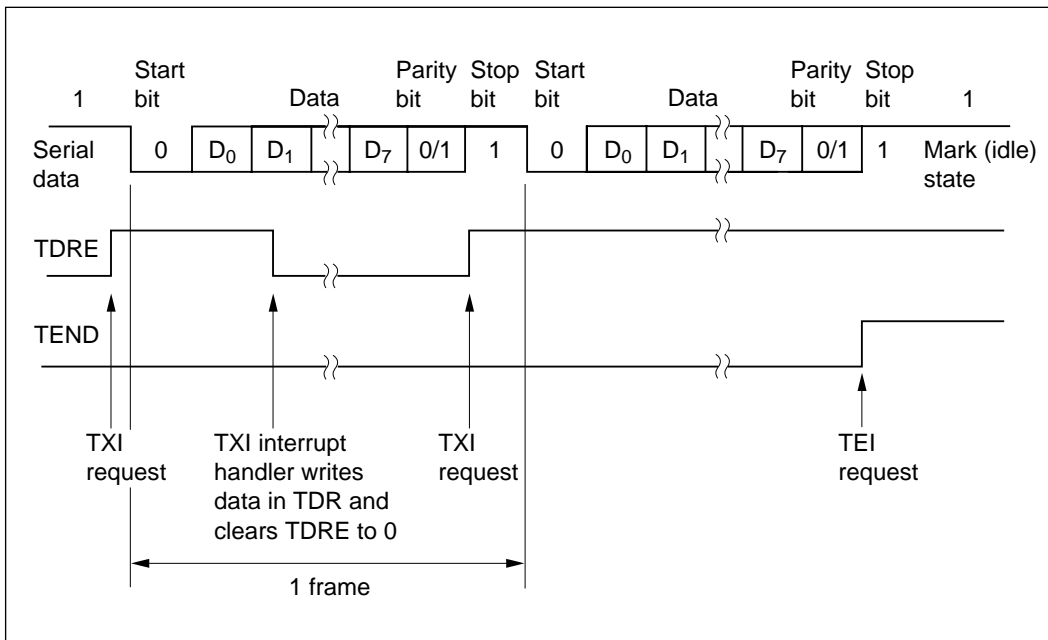 Start Parity Stop Start Parity Stop
1 bit Data bit bit bit Data bit bit 1
Serial data 0 D0 D1 D7 0/1 1 0 D0 D1 D7 0/1 1 Mark (idle) state
TDRE
TEND
TXI request
TXI interrupt
handler writes
data in TDR and
clears TDRE to 0
TXI request
TEI request
1 frame